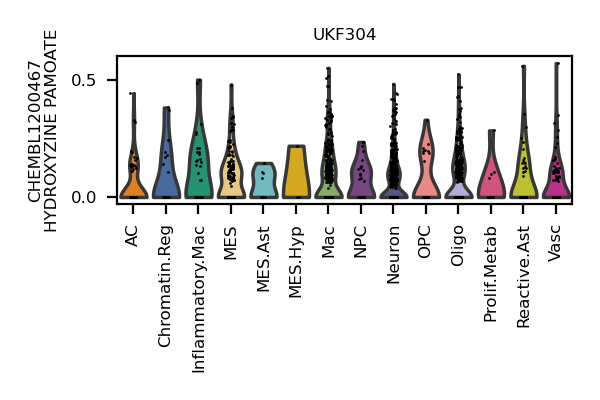 UKF304
CHEMBL1200467
HYDROXYZINE PAMOATE
0.5
0.0
AC
Chromatin.Reg
Inflammatory.Mac
MES
MES.Ast
MES.Hyp
Mac
NPC
Neuron
OPC
Oligo
Prolif.Metab
Reactive.Ast
Vasc